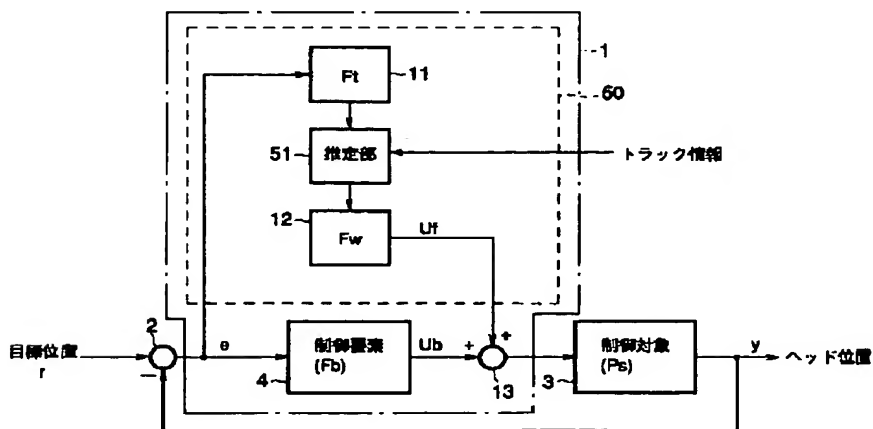 1
Ft
11
60
51
推定部
トラック情報
12
Fw
Uf
2
+
目標位置
r
e
制御要素
(Fb)
Ub
+
制御対象
(Ps)
y
ヘッド位置
−
4
13
3